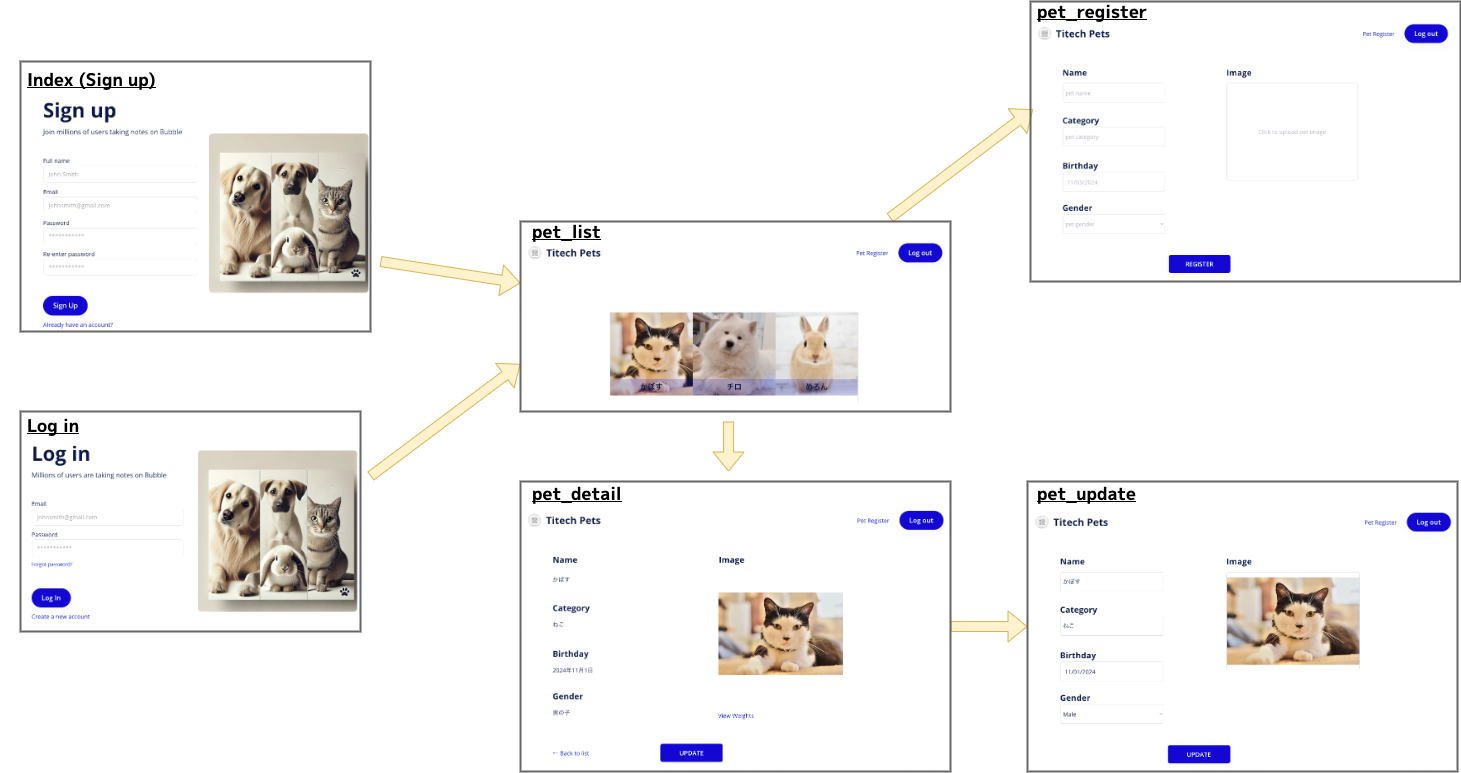 Index (Sign up)
Sign up
Join millions of users taking notes on Bubble
Full name
John Smith
Email
johnsmith@gmail.com
Password
***********
Re-enter password
***********
Sign Up
Already have an account?
Log in
Log in
Millions of users are taking notes on Bubble
Email
johnsmith@gmail.com
Password
***********
Forgot password?
Log In
Create a new account
pet_list
Titech Pets
Pet Register
Log out
かぼす
チロ
めろん
pet_detail
Titech Pets
Pet Register
Log out
Name
かぼす
Category
ねこ
Birthday
2024年11月1日
Gender
男の子
Image
View Weights
← Back to list
UPDATE
pet_register
Titech Pets
Pet Register
Log out
Name
pet name
Category
pet category
Birthday
11/03/2024
Gender
pet gender
Image
Click to upload pet image
REGISTER
pet_update
Titech Pets
Pet Register
Log out
Name
かぼす
Category
ねこ
Birthday
11/01/2024
Gender
Male
Image
UPDATE